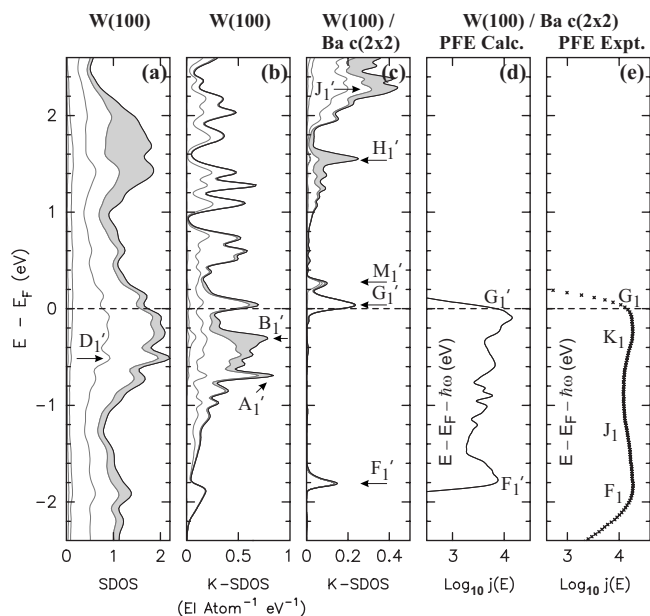 W(100)
W(100)
W(100) /
Ba c(2x2)
W(100) / Ba c(2x2)
PFE Calc.
PFE Expt.
(a)
(b)
(c)
(d)
(e)
J₁′
H₁′
M₁′
G₁′
F₁′
D₁′
B₁′
A₁′
G₁′
F₁′
G₁
K₁
J₁
F₁
E − E_F (eV)
2
1
0
−1
−2
E − E_F − ħω (eV)
E − E_F − ħω (eV)
0 1 2
0 0.5 1
0 0.2 0.4
3 4
3 4
SDOS
K−SDOS
K−SDOS
Log₁₀ j(E)
Log₁₀ j(E)
(El Atom⁻¹ eV⁻¹)